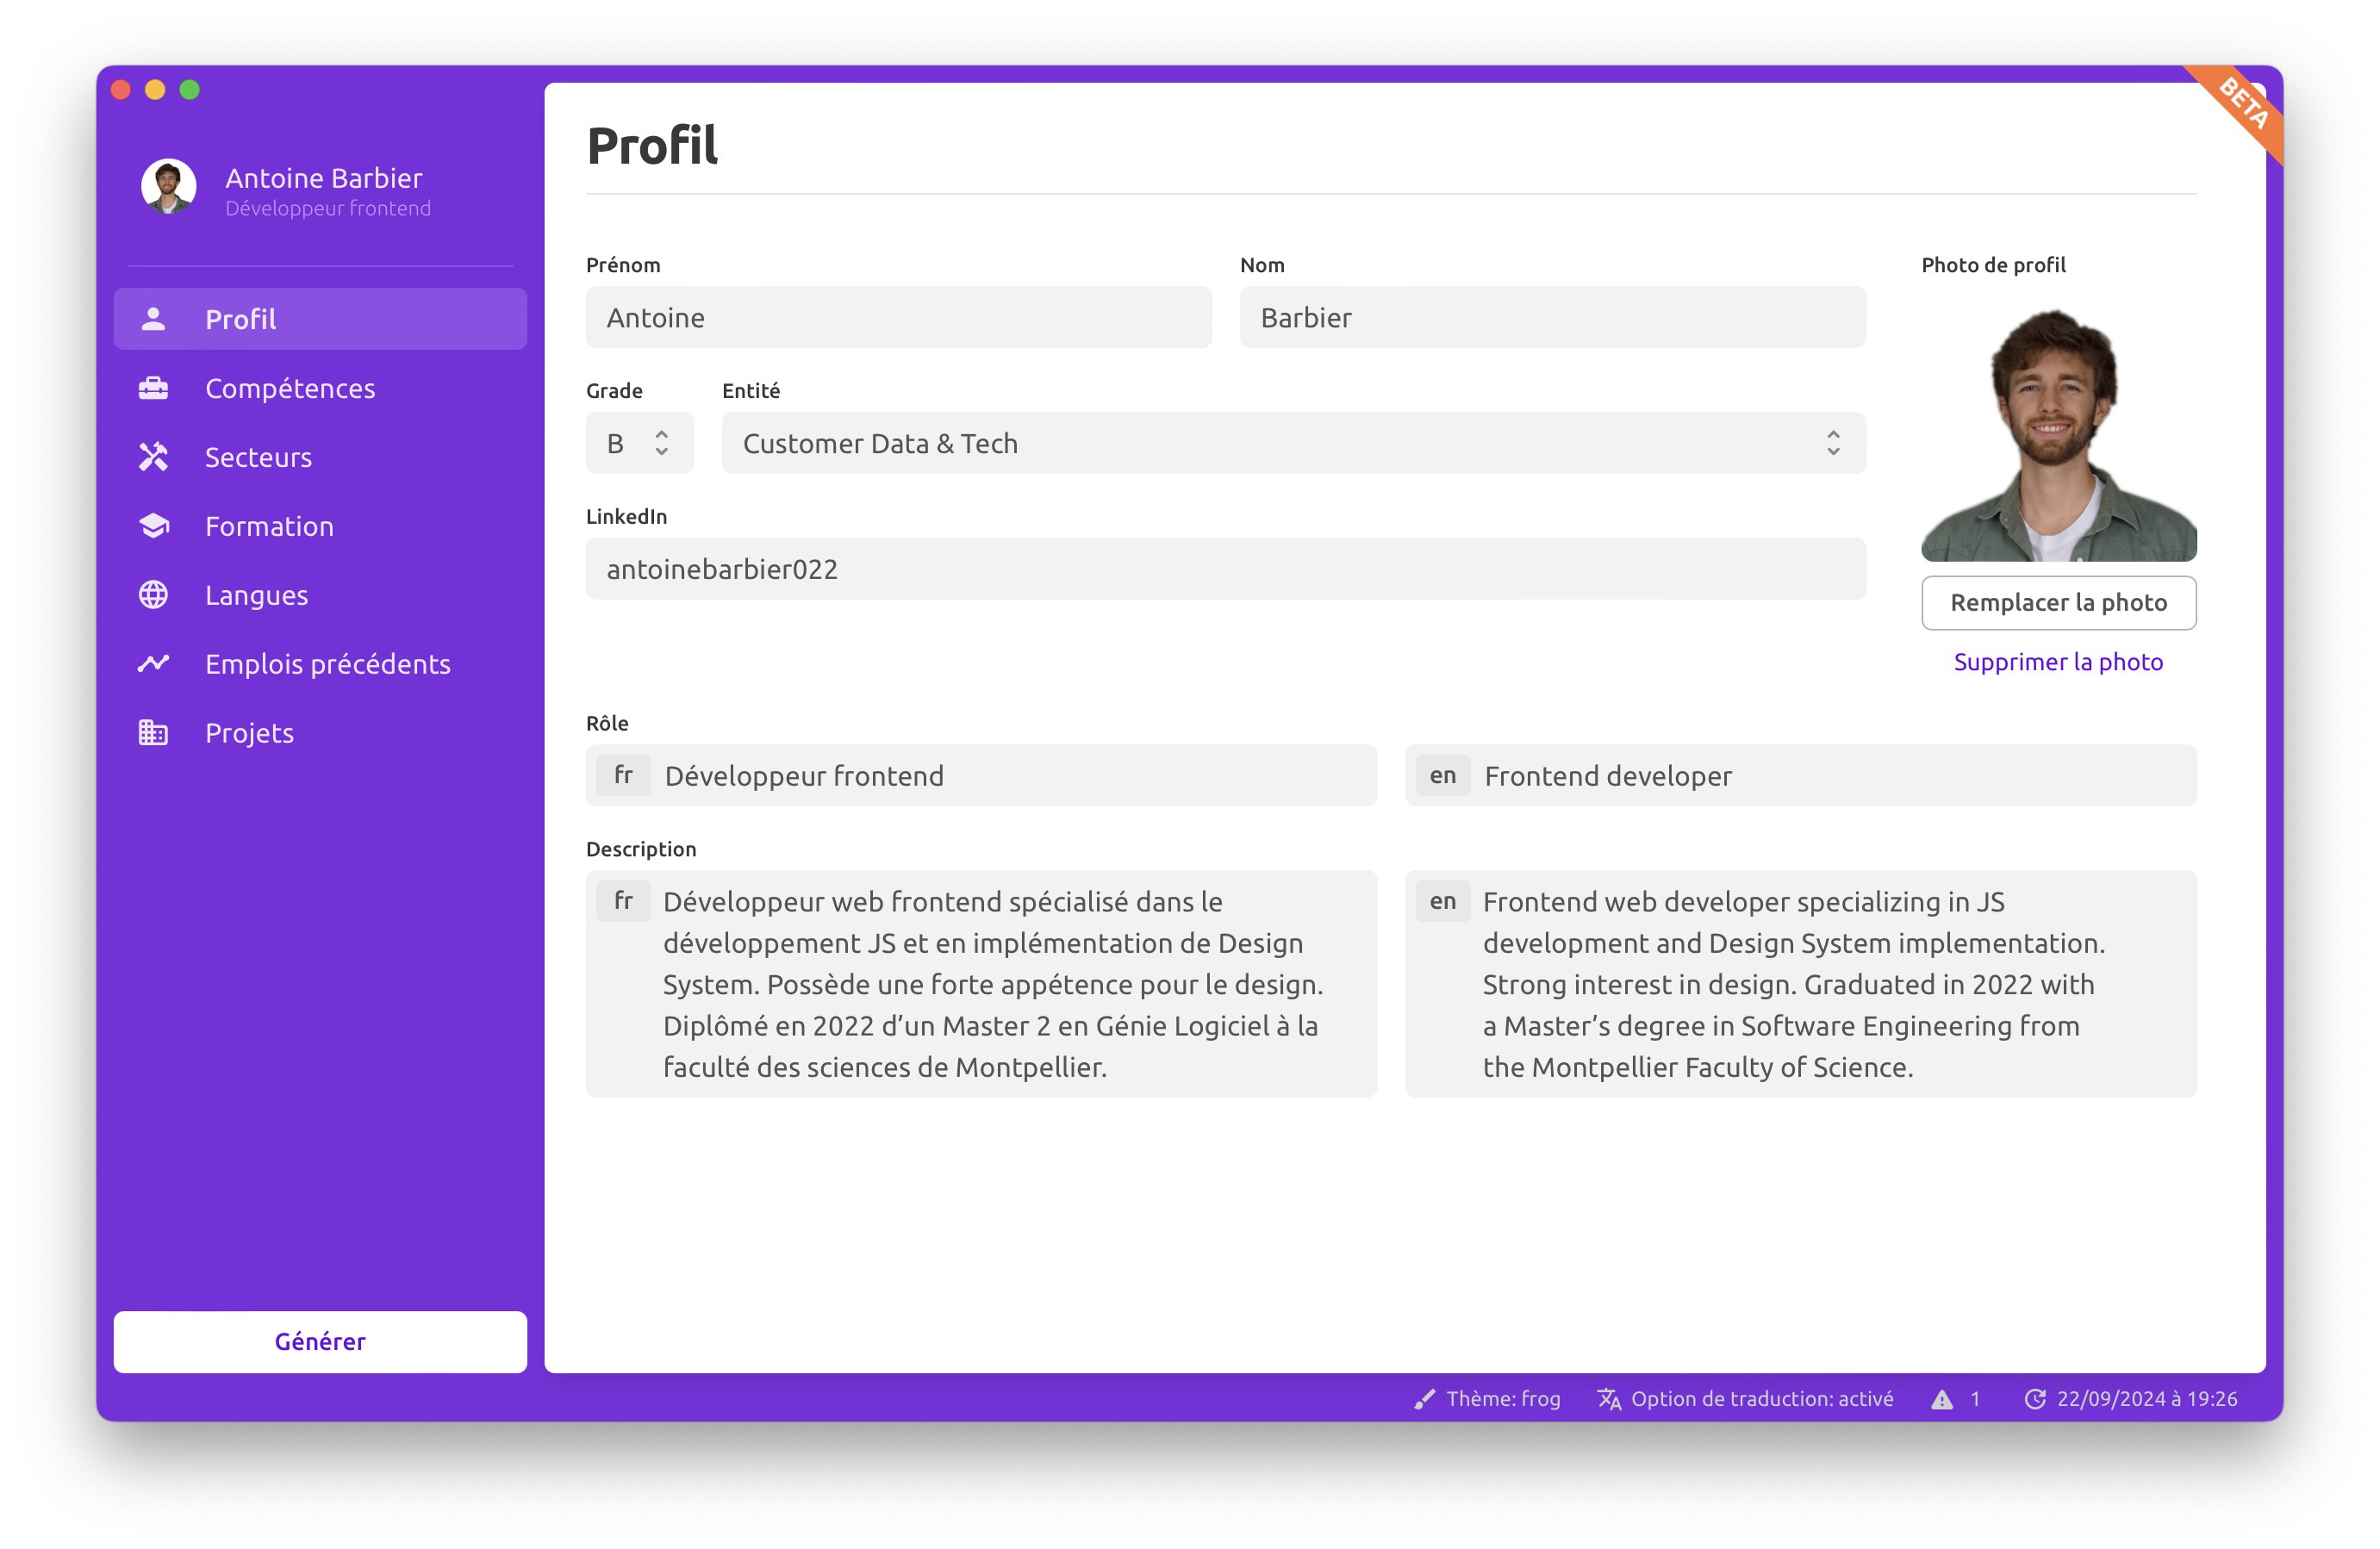 BETA
Antoine Barbier
Développeur frontend
Profil
Compétences
Secteurs
Formation
Langues
Emplois précédents
Projets
Générer
Profil
Prénom
Antoine
Nom
Barbier
Photo de profil
Grade
B
Entité
Customer Data & Tech
LinkedIn
antoinebarbier022
Remplacer la photo
Supprimer la photo
Rôle
fr Développeur frontend
en Frontend developer
Description
fr Développeur web frontend spécialisé dans le
développement JS et en implémentation de Design
System. Possède une forte appétence pour le design.
Diplômé en 2022 d’un Master 2 en Génie Logiciel à la
faculté des sciences de Montpellier.
en Frontend web developer specializing in JS
development and Design System implementation.
Strong interest in design. Graduated in 2022 with
a Master’s degree in Software Engineering from
the Montpellier Faculty of Science.
Thème: frog
Option de traduction: activé
1
22/09/2024 à 19:26